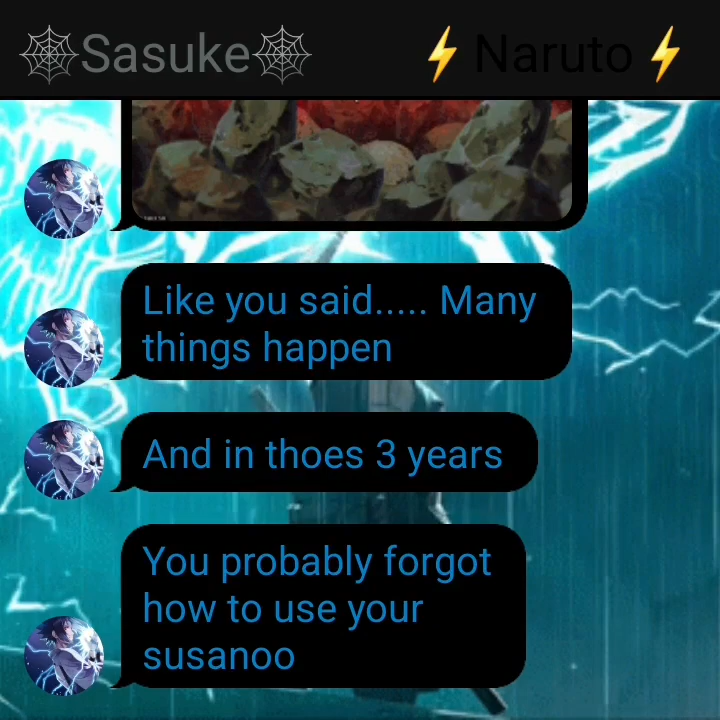 🕸Sasuke🕸 ⚡ Naruto ⚡
Like you said..... Many
things happen
And in thoes 3 years
You probably forgot
how to use your
susanoo